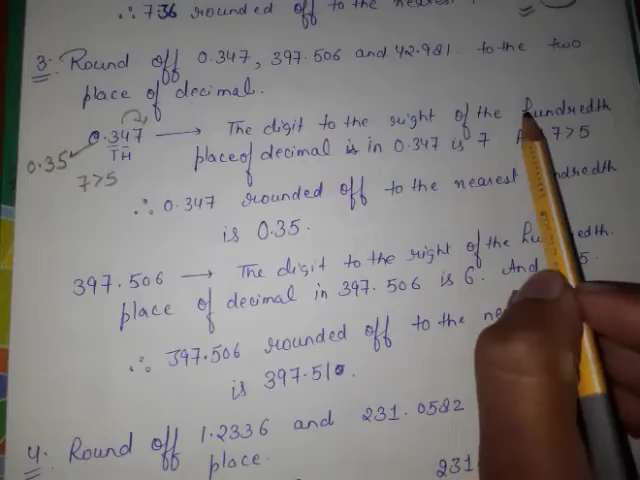 ∴ 736 rounded off to the nearest
3. Round off 0.347, 397.506 and 42.981 to the two
place of decimal.
0.347 → The digit to the right of the hundredth
0.35 TH place of decimal is in 0.347 is 7 7>5
7>5
∴ 0.347 rounded off to the nearest
is 0.35.
397.506 → The digit to the right of the
place of decimal in 397.506 is 6. And
∴ 397.506 rounded off to the
is 397.510.
4. Round off 1.2336 and 231.0582
place.
231.